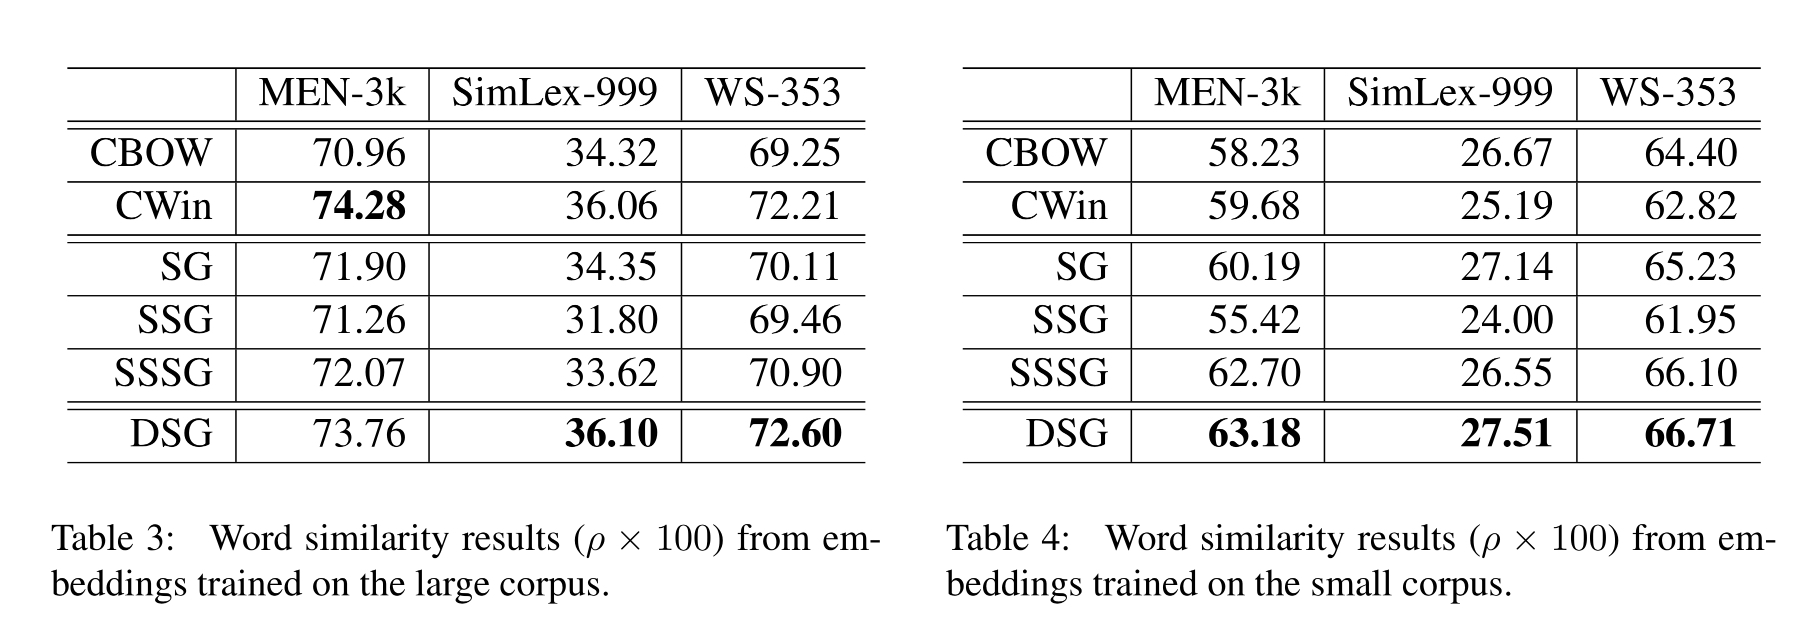 MEN-3k SimLex-999 WS-353
CBOW 70.96 34.32 69.25
CWin 74.28 36.06 72.21
SG 71.90 34.35 70.11
SSG 71.26 31.80 69.46
SSSG 72.07 33.62 70.90
DSG 73.76 36.10 72.60
Table 3: Word similarity results (ρ × 100) from em-
beddings trained on the large corpus.
MEN-3k SimLex-999 WS-353
CBOW 58.23 26.67 64.40
CWin 59.68 25.19 62.82
SG 60.19 27.14 65.23
SSG 55.42 24.00 61.95
SSSG 62.70 26.55 66.10
DSG 63.18 27.51 66.71
Table 4: Word similarity results (ρ × 100) from em-
beddings trained on the small corpus.